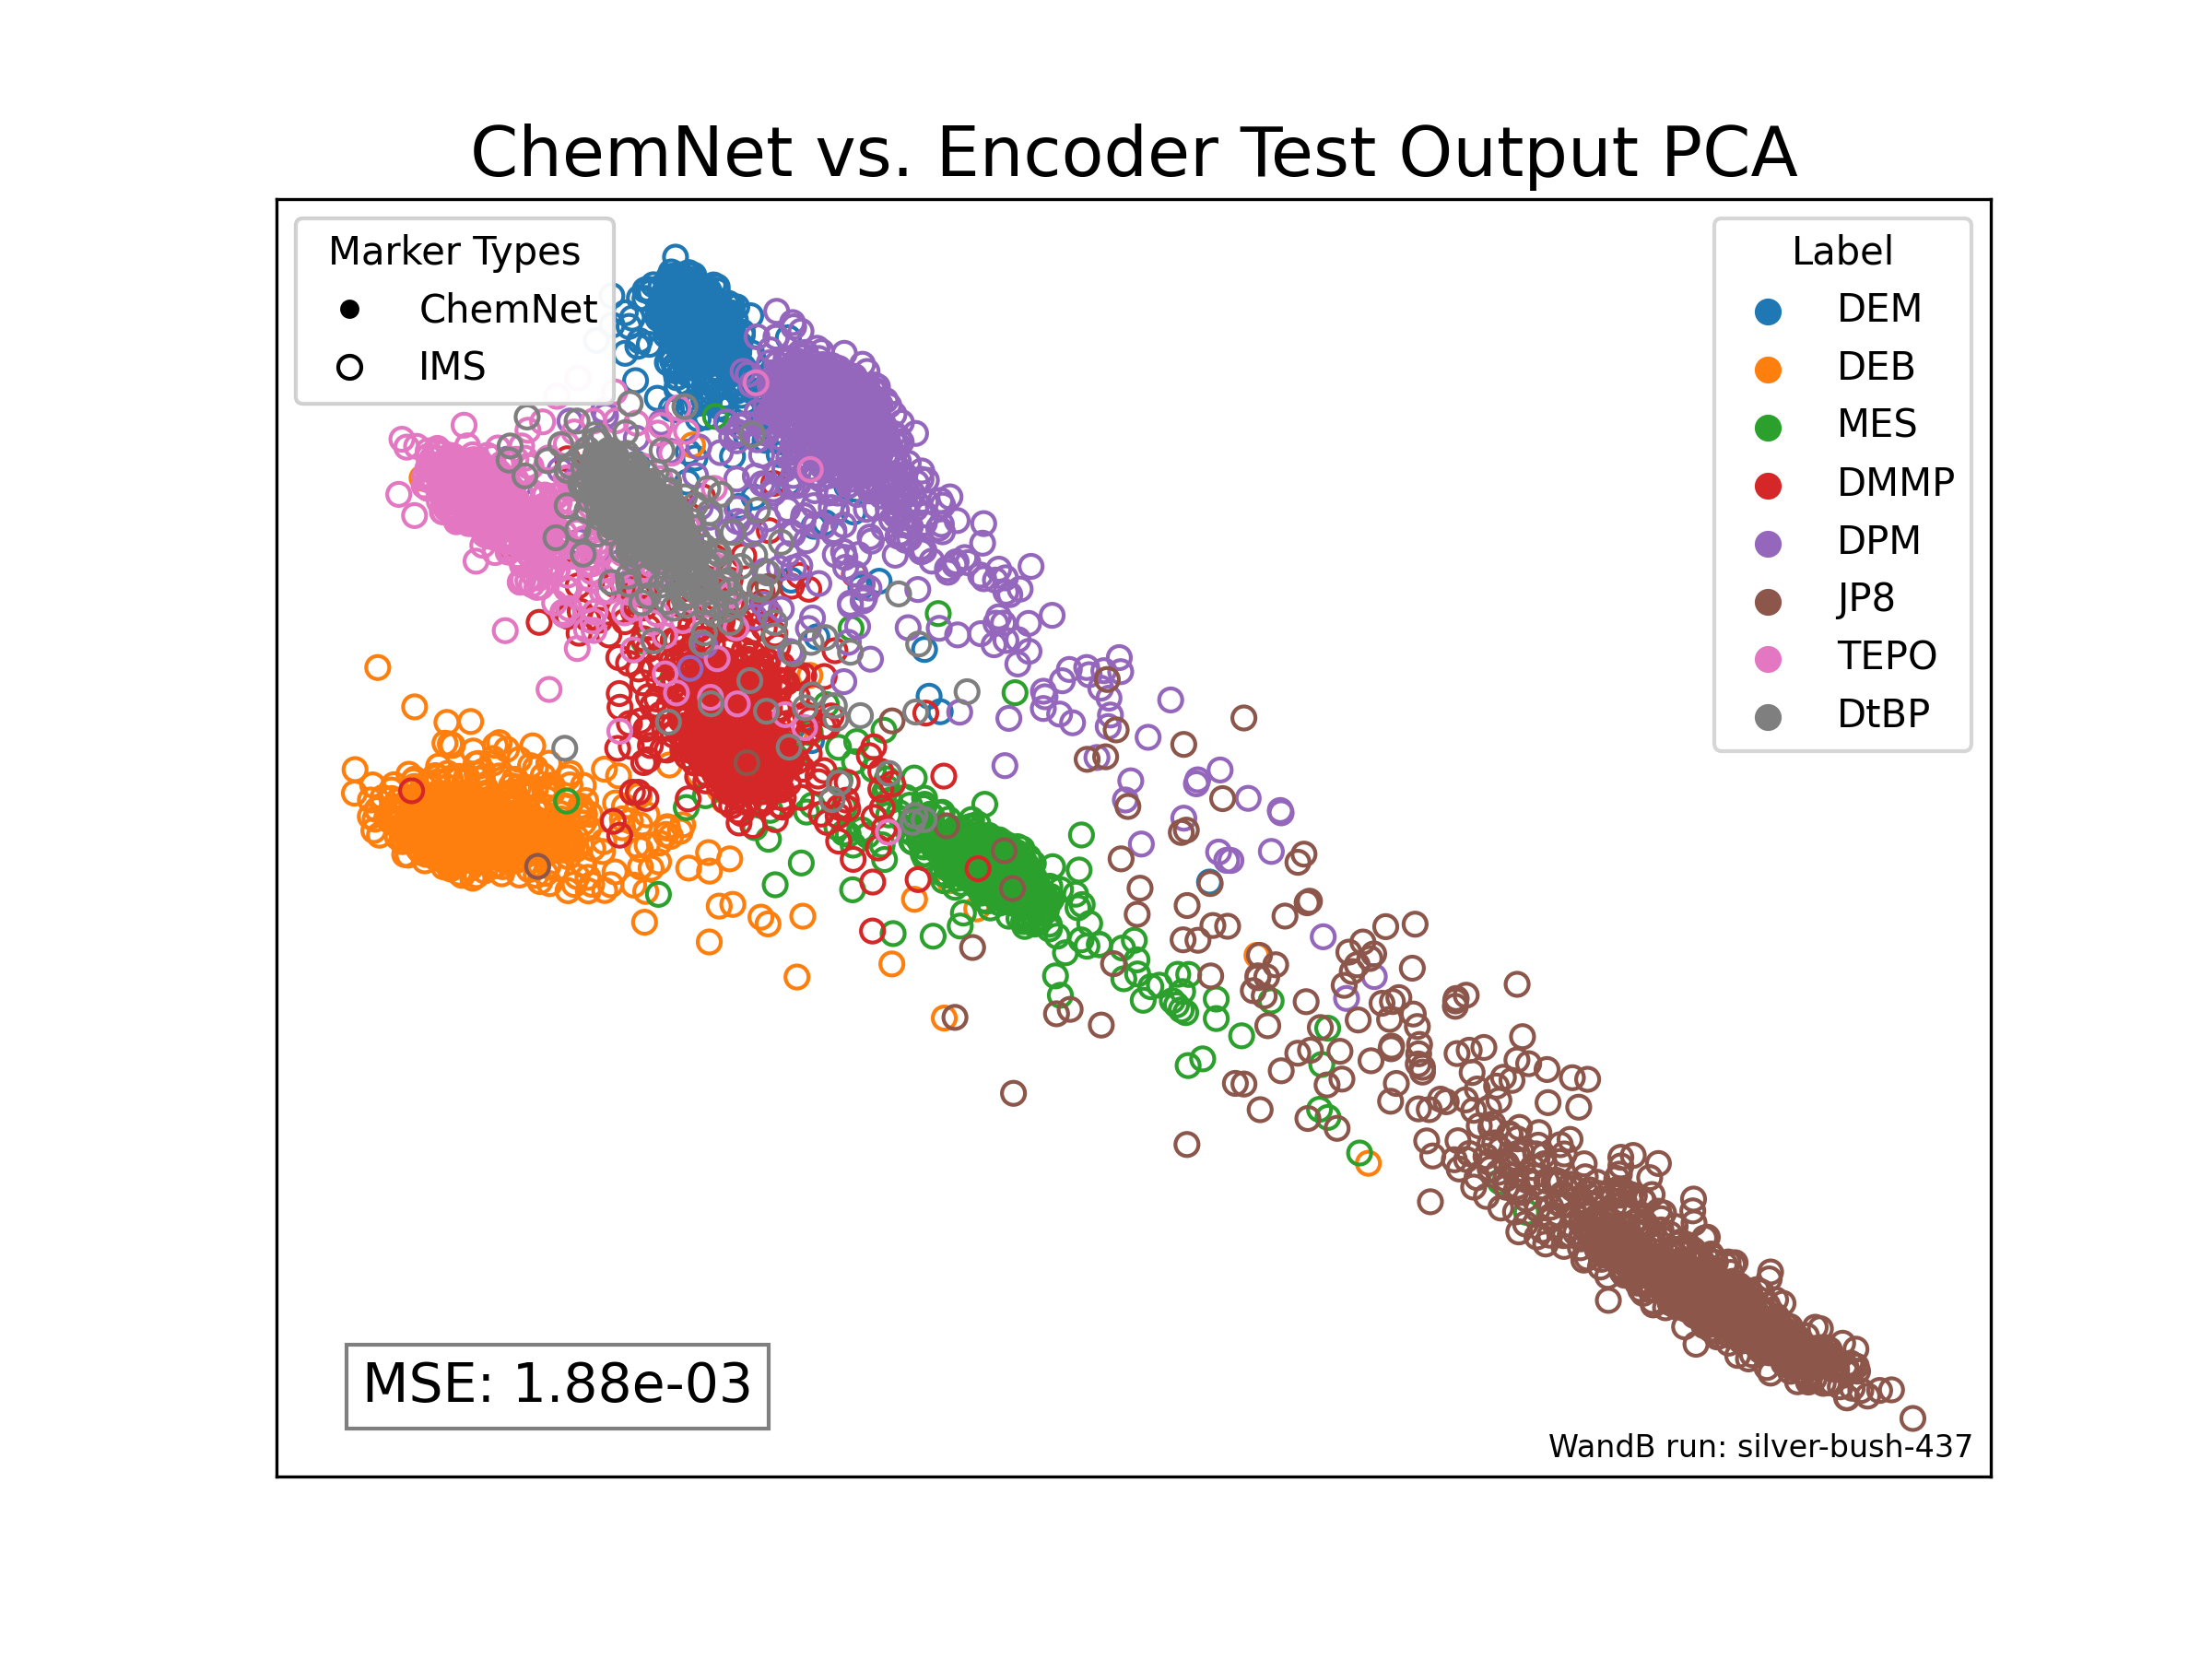 ChemNet vs. Encoder Test Output PCA
Marker Types
ChemNet
IMS
Label
DEM
DEB
MES
DMMP
DPM
JP8
TEPO
DtBP
MSE: 1.88e-03
WandB run: silver-bush-437